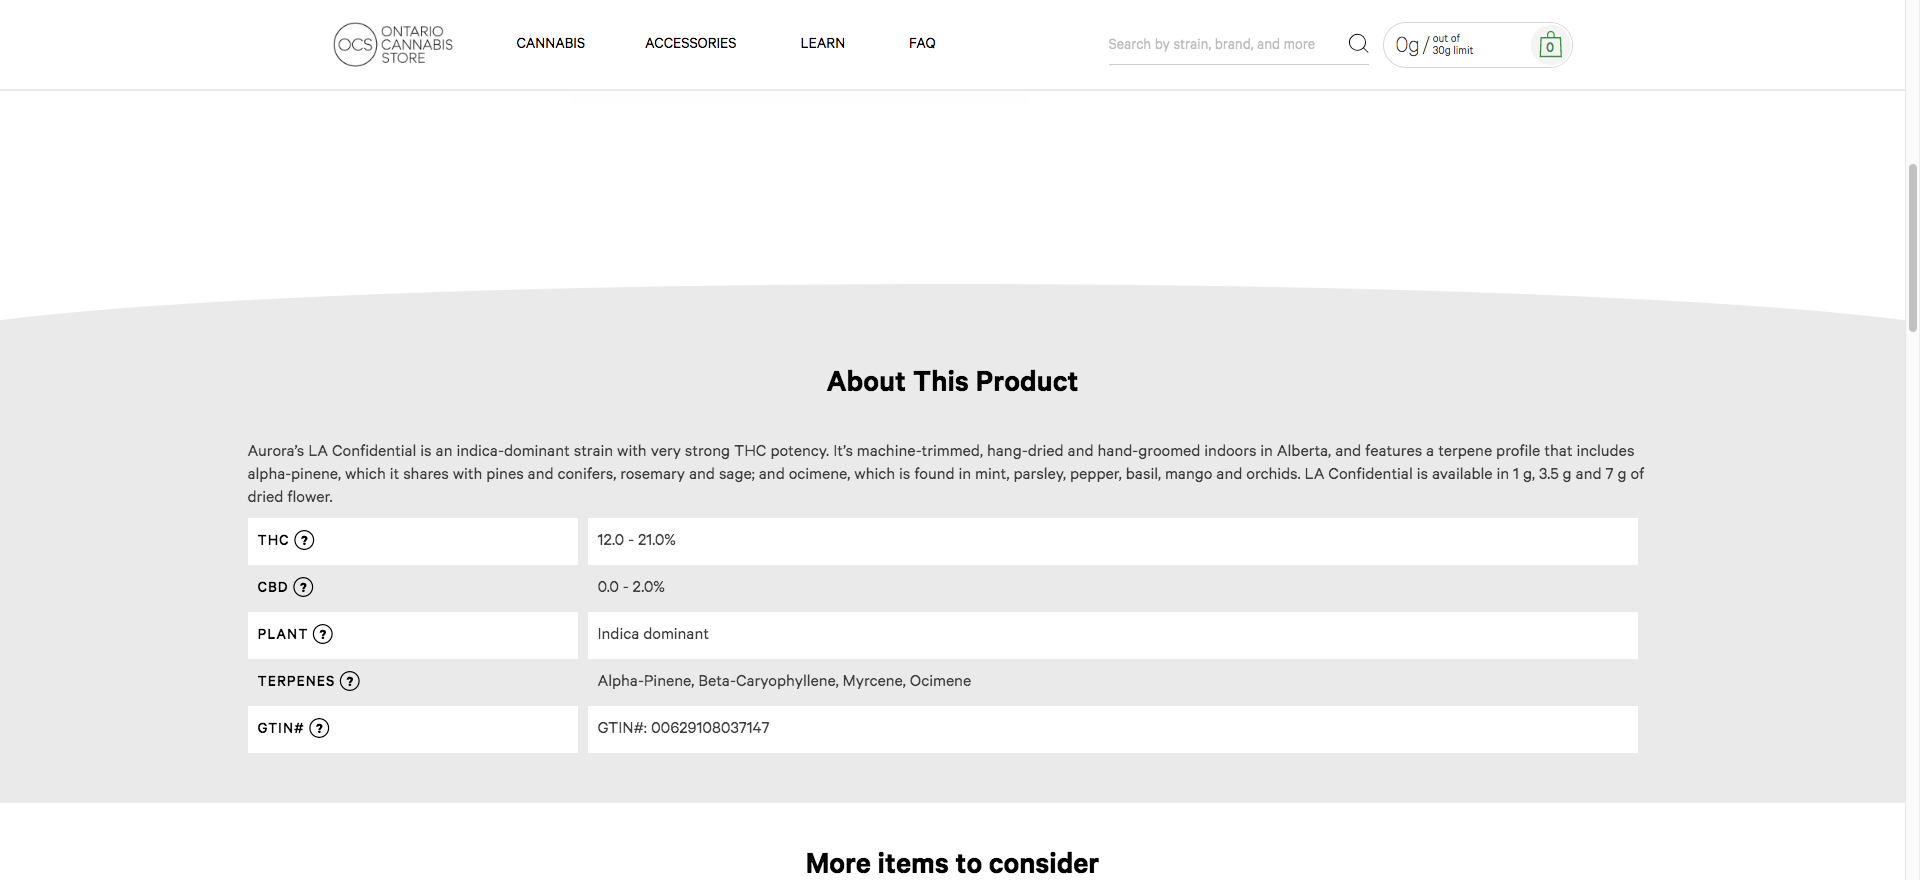 OCS ONTARIO
CANNABIS
STORE
CANNABIS
ACCESSORIES
LEARN
FAQ
Search by strain, brand, and more
0g / out of
30g limit
0
About This Product
Aurora’s LA Confidential is an indica-dominant strain with very strong THC potency. It’s machine-trimmed, hang-dried and hand-groomed indoors in Alberta, and features a terpene profile that includes
alpha-pinene, which it shares with pines and conifers, rosemary and sage; and ocimene, which is found in mint, parsley, pepper, basil, mango and orchids. LA Confidential is available in 1 g, 3.5 g and 7 g of
dried flower.
THC ? 12.0 - 21.0%
CBD ? 0.0 - 2.0%
PLANT ? Indica dominant
TERPENES ? Alpha-Pinene, Beta-Caryophyllene, Myrcene, Ocimene
GTIN# ? GTIN#: 00629108037147
More items to consider